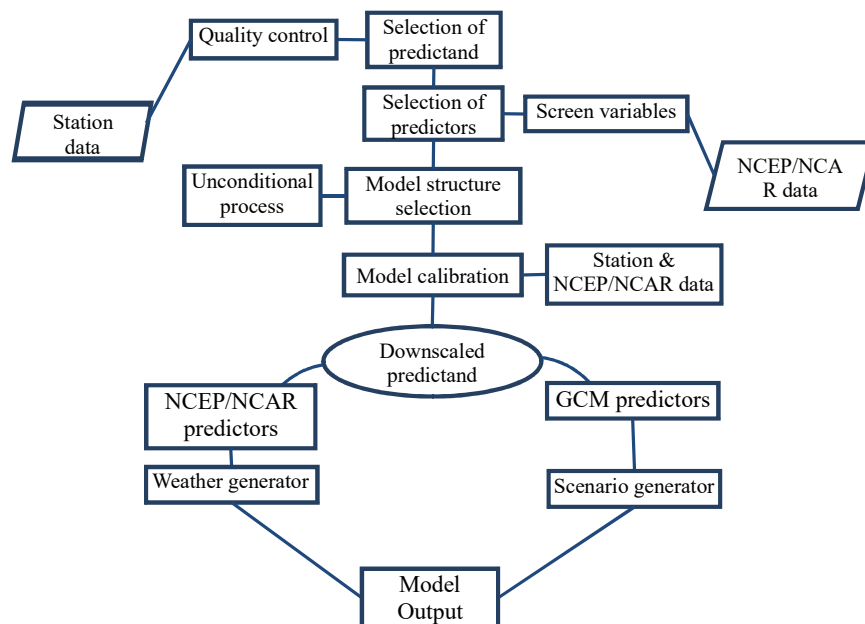 Quality control
Selection of
predictand
Station
data
Selection of
predictors
Screen variables
NCEP/NCA
R data
Unconditional
process
Model structure
selection
Model calibration
Station &
NCEP/NCAR data
Downscaled
predictand
NCEP/NCAR
predictors
GCM predictors
Weather generator
Scenario generator
Model
Output